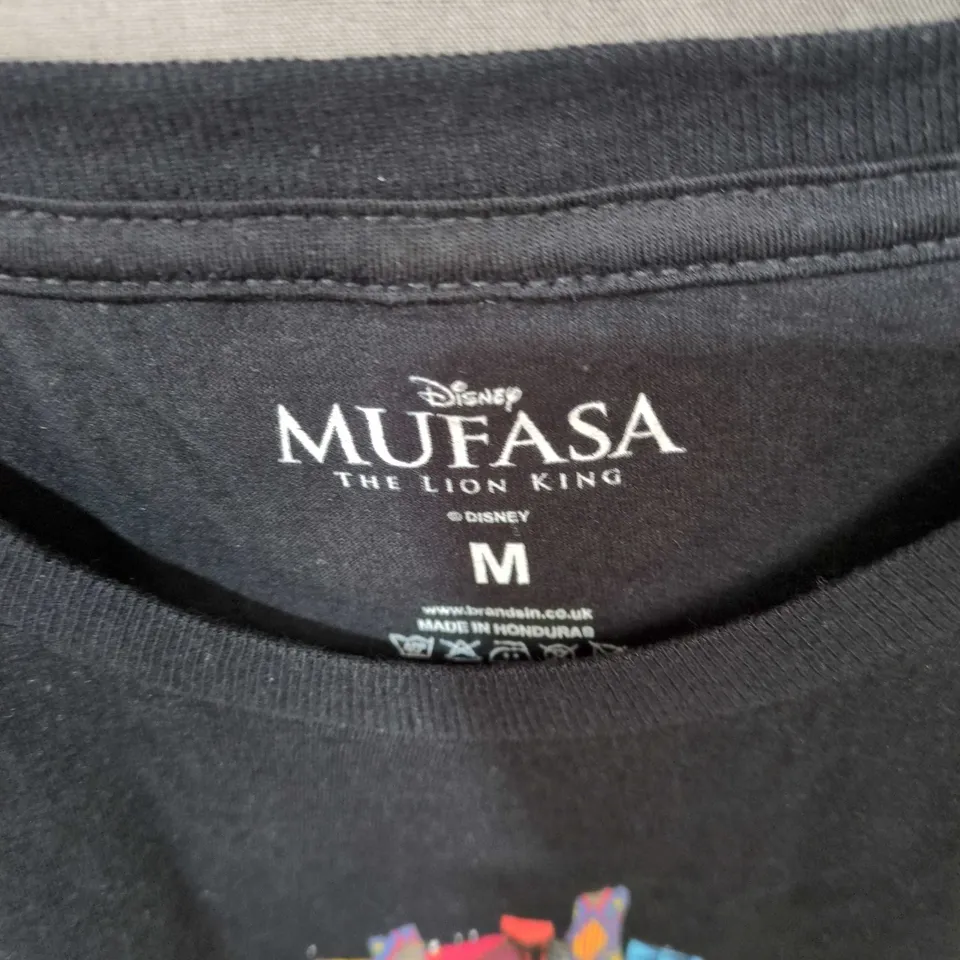 Disney
MUFASA
THE LION KING
© DISNEY
M
www.brandsin.co.uk
MADE IN HONDURAS